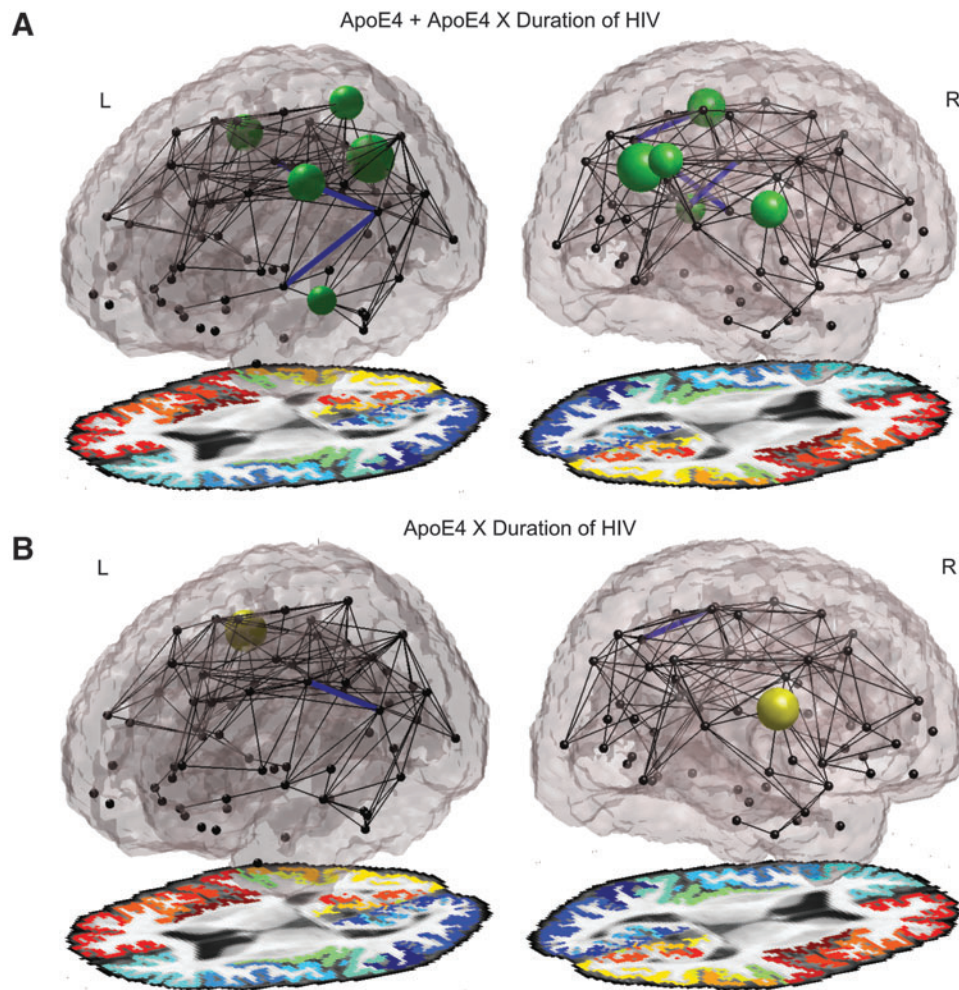 A
ApoE4 + ApoE4 X Duration of HIV
L
R
B
ApoE4 X Duration of HIV
L
R